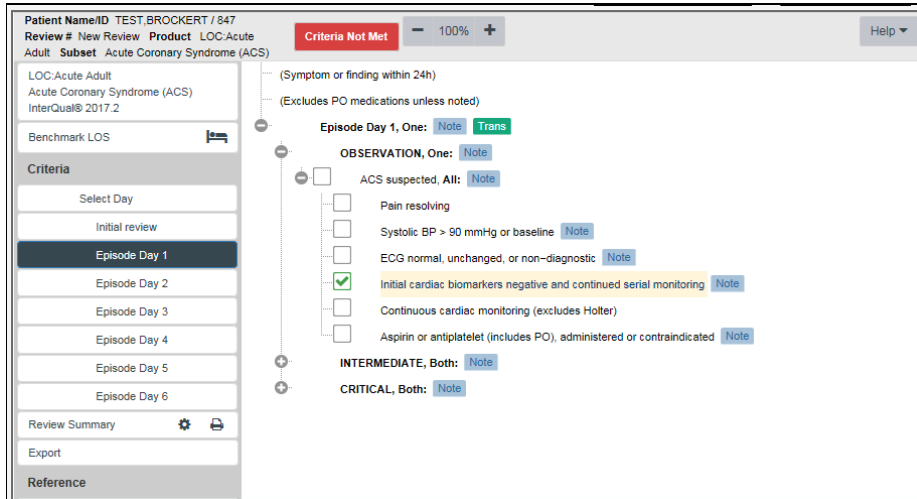 Patient Name/ID TEST,BROCKERT / 847
Review # New Review Product LOC:Acute
Adult Subset Acute Coronary Syndrome (ACS)
Criteria Not Met
100%
Help
LOC:Acute Adult
Acute Coronary Syndrome (ACS)
InterQual® 2017.2
Benchmark LOS
Criteria
Select Day
Initial review
Episode Day 1
Episode Day 2
Episode Day 3
Episode Day 4
Episode Day 5
Episode Day 6
Review Summary
Export
Reference
(Symptom or finding within 24h)
(Excludes PO medications unless noted)
Episode Day 1, One: Note Trans
OBSERVATION, One: Note
ACS suspected, All: Note
Pain resolving
Systolic BP > 90 mmHg or baseline Note
ECG normal, unchanged, or non-diagnostic Note
Initial cardiac biomarkers negative and continued serial monitoring Note
Continuous cardiac monitoring (excludes Holter)
Aspirin or antiplatelet (includes PO), administered or contraindicated Note
INTERMEDIATE, Both: Note
CRITICAL, Both: Note